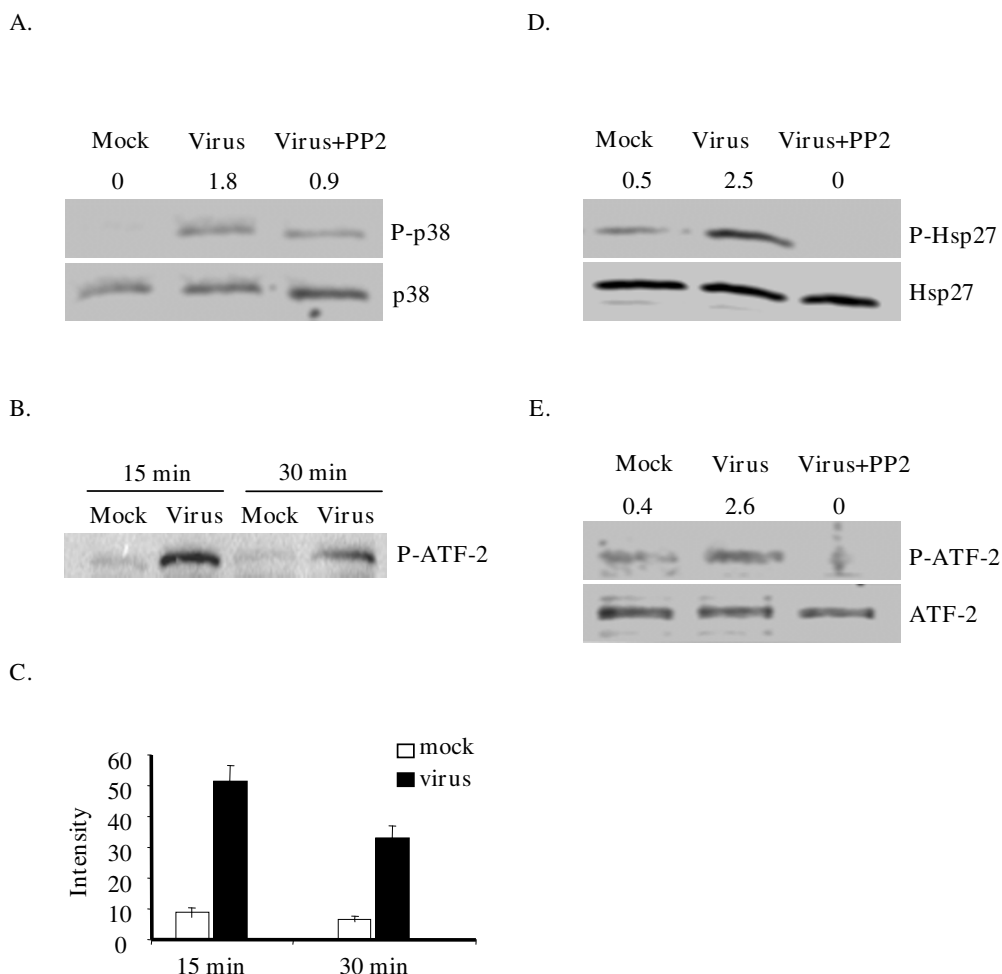 A.
Mock Virus Virus+PP2
0 1.8 0.9
P-p38
p38
B.
15 min 30 min
Mock Virus Mock Virus
P-ATF-2
C.
mock
virus
60
50
40
30
20
10
0
Intensity
15 min 30 min
D.
Mock Virus Virus+PP2
0.5 2.5 0
P-Hsp27
Hsp27
E.
Mock Virus Virus+PP2
0.4 2.6 0
P-ATF-2
ATF-2